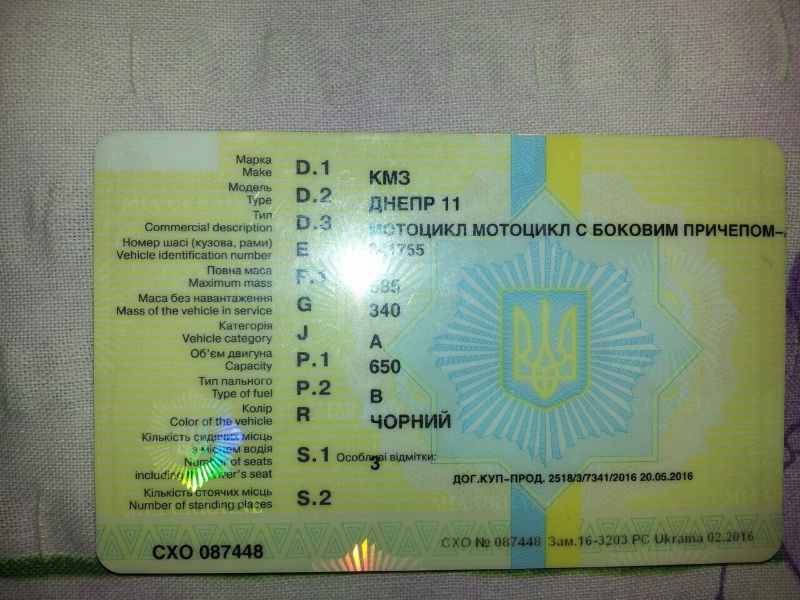 Марка
Make D.1 КМЗ
Модель
Type D.2 ДНЕПР 11
Тип
Commercial description D.3 МОТОЦИКЛ МОТОЦИКЛ С БОКОВИМ ПРИЧЕПОМ-
Номер шасі (кузова, рами)
Vehicle identification number E
Повна маса
Maximum mass F.1
Маса без навантаження
Mass of the vehicle in service G 340
Категорія
Vehicle category J A
Об'єм двигуна
Capacity P.1 650
Тип пального
Type of fuel P.2 B
Колір
Color of the vehicle R ЧОРНИЙ
Кількість сидячих місць
з місцем водія
Number of seats S.1 3 Особливі відмітки:
including driver's seat
ДОГ.КУП-ПРОД. 2518/3/7341/2016 20.05.2016
Кількість стоячих місць
Number of standing places S.2
СХО 087448
СХО № 087448 Зам.16-3203 PC Ukraina 02.2016